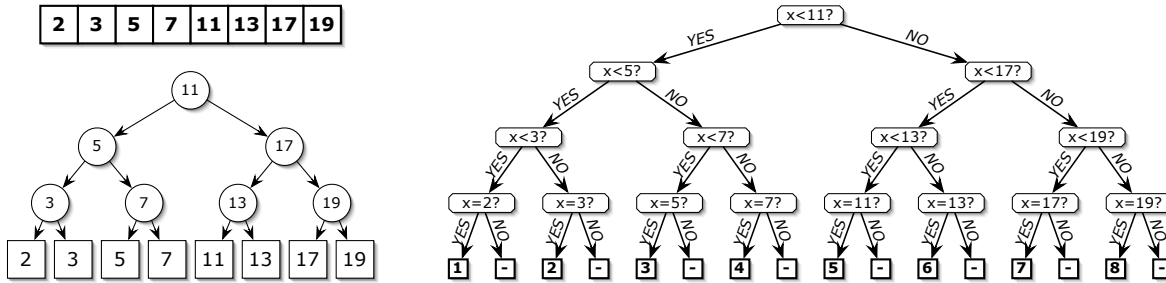 2 3 5 7 11 13 17 19
11
5 17
3 7 13 19
2 3 5 7 11 13 17 19
x<11?
YES NO
x<5? x<17?
YES NO YES NO
x<3? x<7? x<13? x<19?
YES NO YES NO YES NO YES NO
x=2? x=3? x=5? x=7? x=11? x=13? x=17? x=19?
YES NO YES NO YES NO YES NO YES NO YES NO YES NO YES NO
1 - 2 - 3 - 4 - 5 - 6 - 7 - 8 -